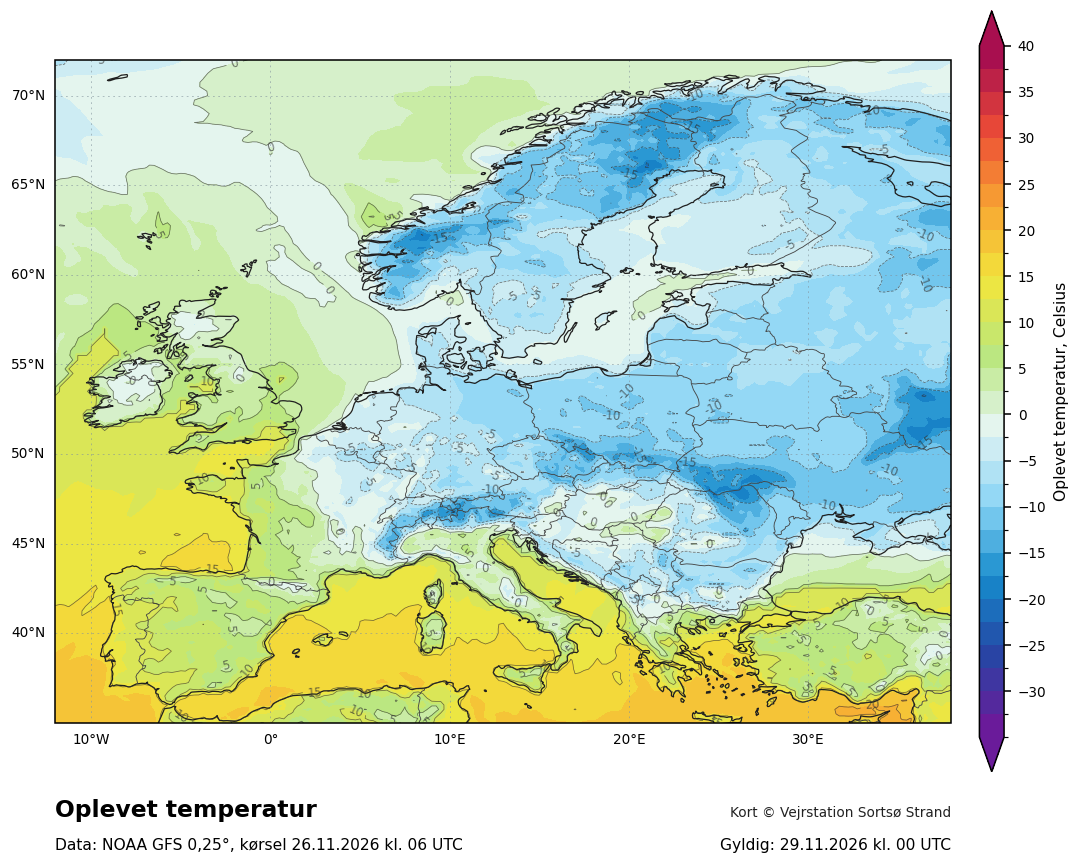 70°N
65°N
60°N
55°N
50°N
45°N
40°N
10°W
0°
10°E
20°E
30°E
40
35
30
25
20
15
10
5
0
−5
−10
−15
−20
−25
−30
Oplevet temperatur, Celsius
Oplevet temperatur
Kort © Vejrstation Sortsø Strand
Data: NOAA GFS 0,25°, kørsel 26.11.2026 kl. 06 UTC
Gyldig: 29.11.2026 kl. 00 UTC